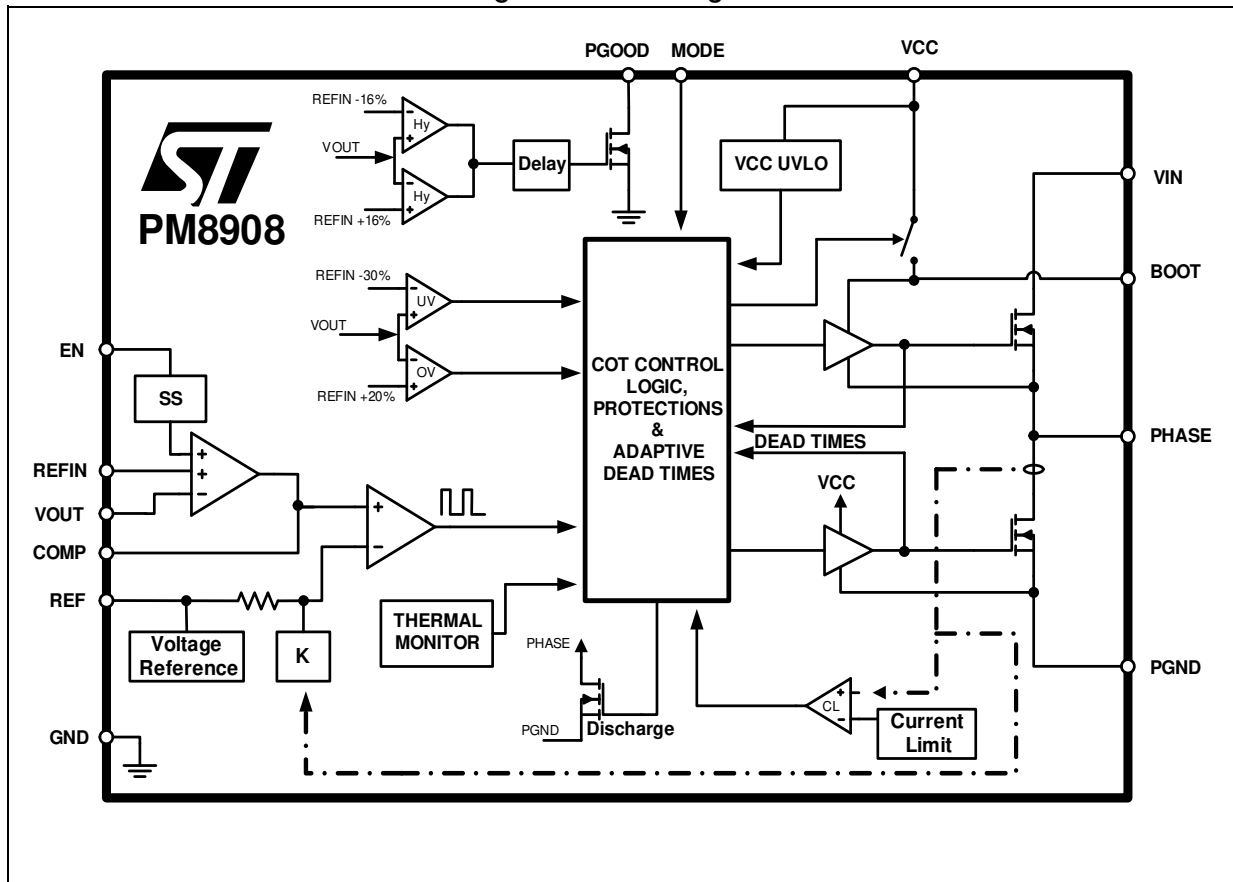 PGOOD MODE VCC
REFIN -16%
Hy
VOUT
Hy
REFIN +16%
Delay
VCC UVLO
VIN
ST
PM8908
BOOT
REFIN -30%
UV
VOUT
OV
REFIN +20%
COT CONTROL
LOGIC,
PROTECTIONS
&
ADAPTIVE
DEAD TIMES
EN
SS
DEAD TIMES
PHASE
REFIN
VOUT
COMP
REF
VCC
Voltage
Reference
K
THERMAL
MONITOR
PHASE
PGND
Discharge
CL
Current
Limit
PGND
GND